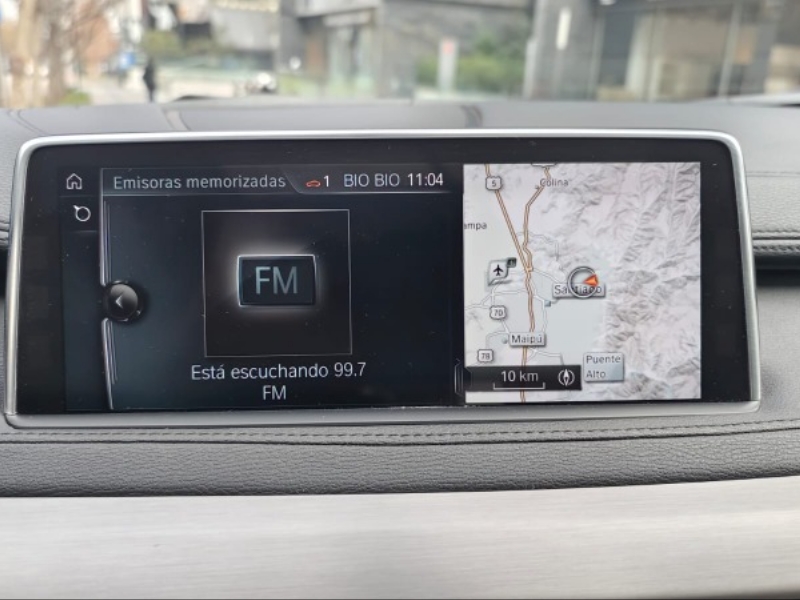 Emisoras memorizadas 1 BIO BIO 11:04
FM
Está escuchando 99.7
FM
5
Colina
ampa
Santiago
70
Maipú
78
Puente
Alto
10 km